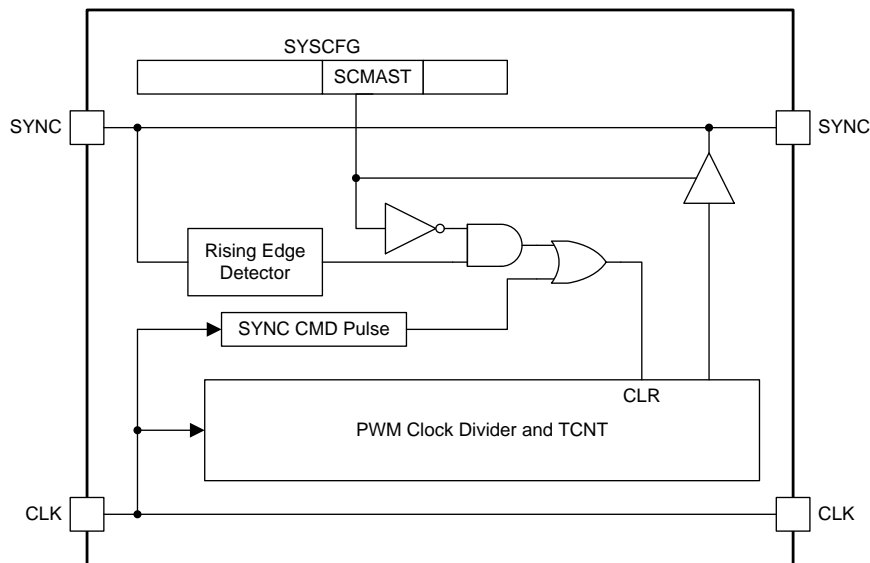 SYSCFG
SCMAST
SYNC
SYNC
Rising Edge
Detector
SYNC CMD Pulse
CLR
PWM Clock Divider and TCNT
CLK
CLK